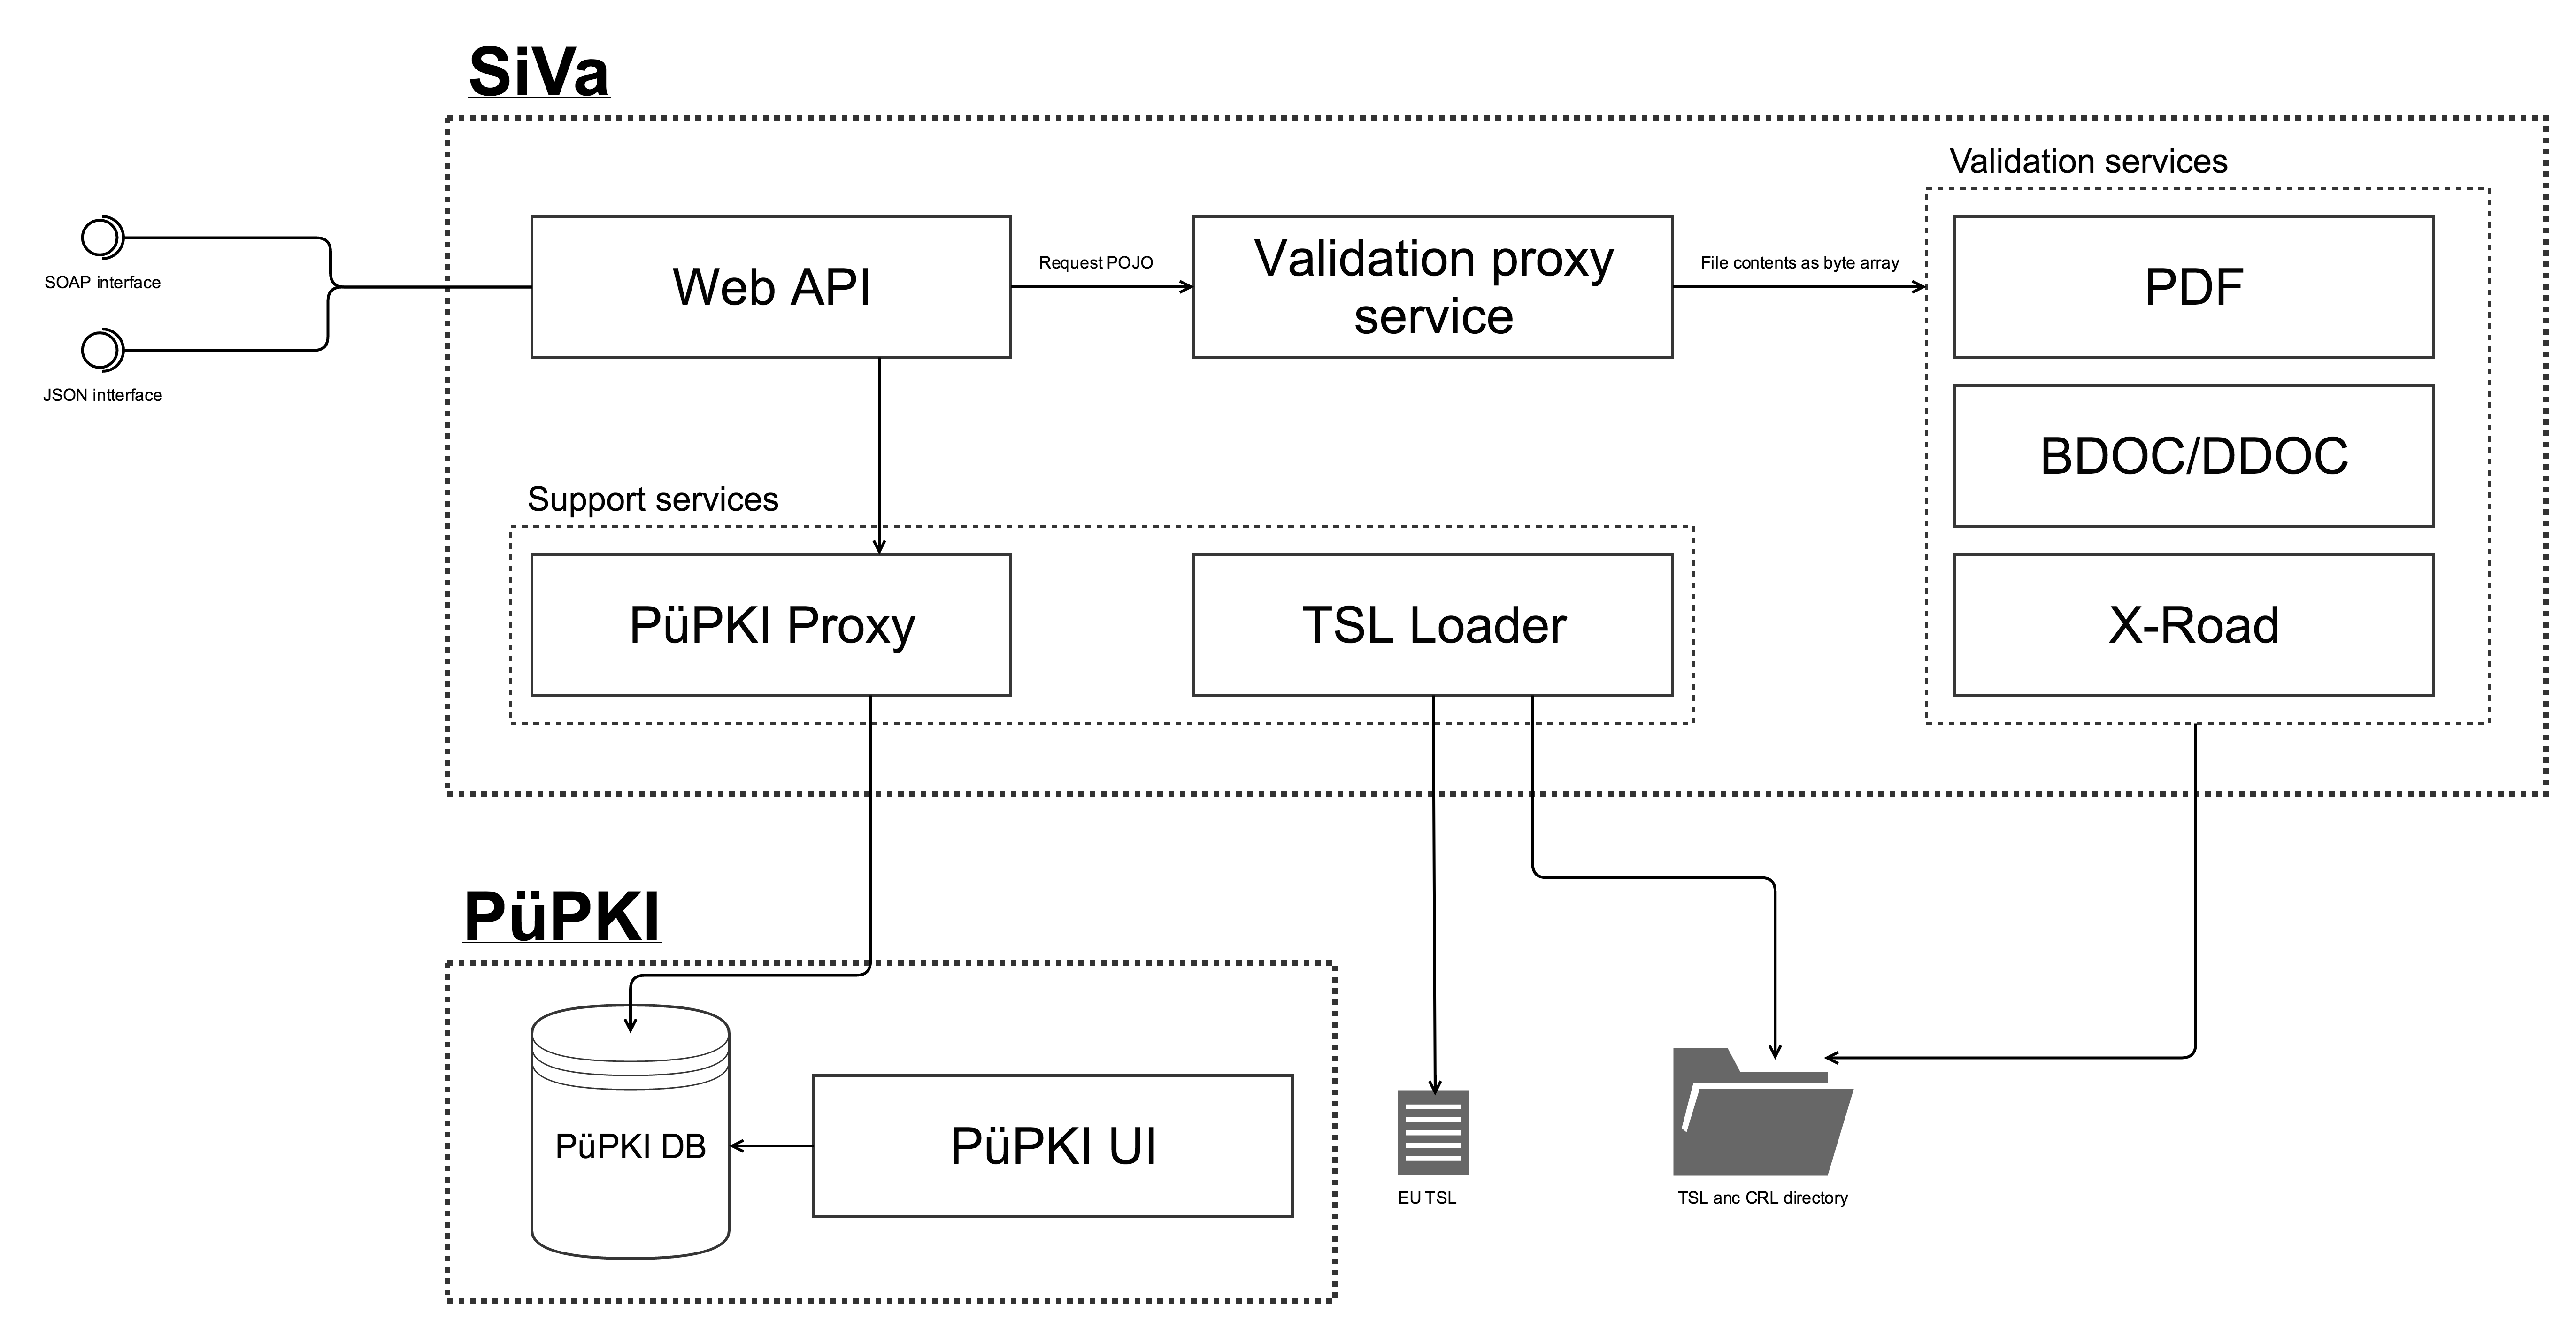 SiVa
Validation services
SOAP interface
JSON intterface
Web API
Request POJO
Validation proxy
service
File contents as byte array
PDF
BDOC/DDOC
X-Road
Support services
PüPKI Proxy
TSL Loader
PüPKI
PüPKI DB
PüPKI UI
EU TSL
TSL anc CRL directory